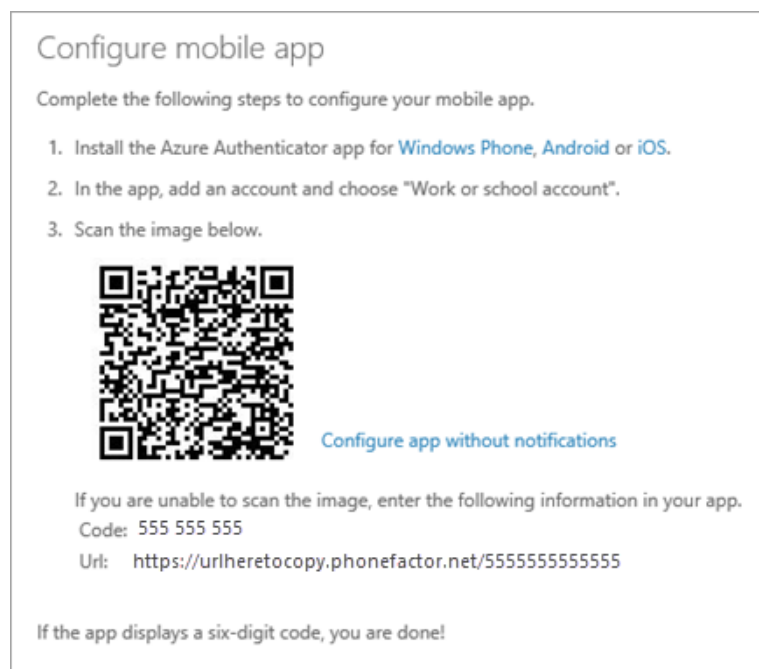 Configure mobile app
Complete the following steps to configure your mobile app.
1. Install the Azure Authenticator app for Windows Phone, Android or iOS.
2. In the app, add an account and choose "Work or school account".
3. Scan the image below.
Configure app without notifications
If you are unable to scan the image, enter the following information in your app.
Code: 555 555 555
Url: https://urlheretocopy.phonefactor.net/5555555555555
If the app displays a six-digit code, you are done!